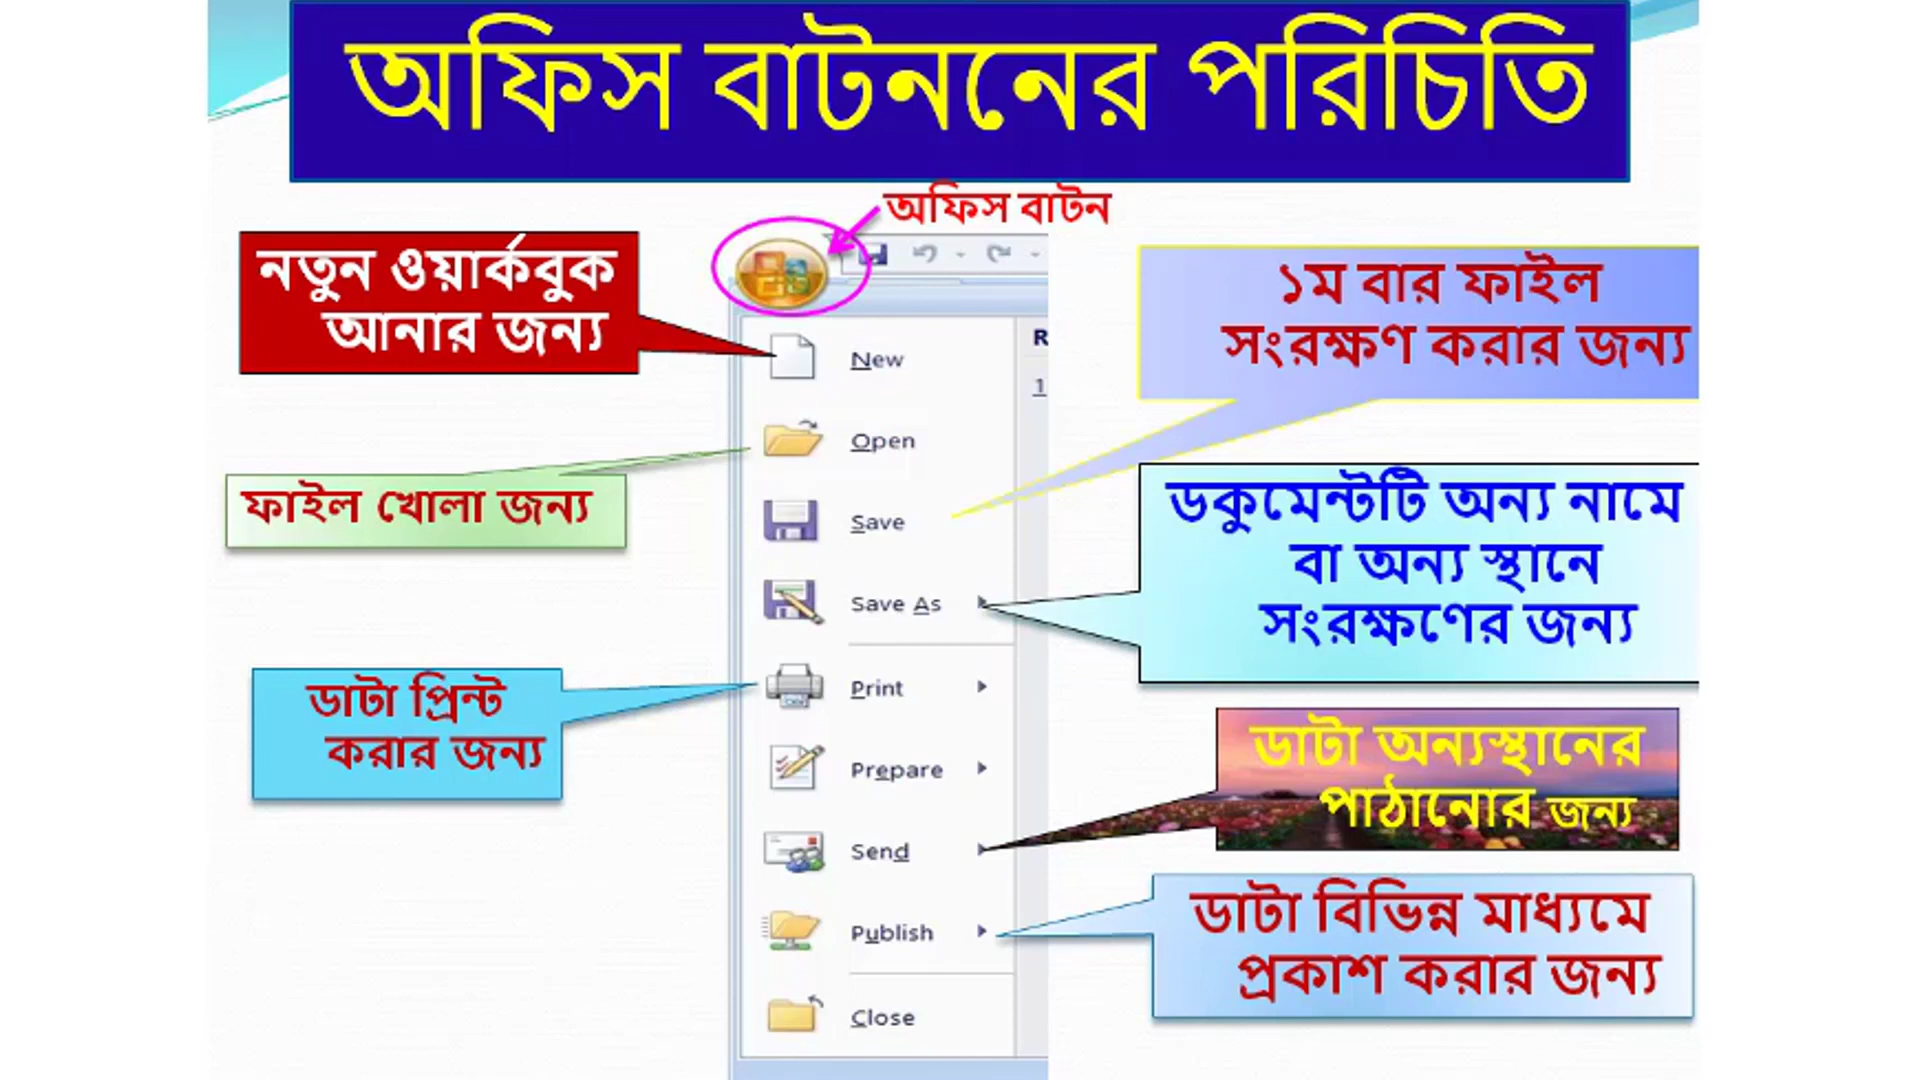 অফিস বাটননের পরিচিতি
অফিস বাটন
নতুন ওয়ার্কবুক
আনার জন্য
১ম বার ফাইল
সংরক্ষণ করার জন্য
R
1
New
Open
ফাইল খোলা জন্য
Save
ডকুমেন্টটি অন্য নামে
বা অন্য স্থানে
সংরক্ষণের জন্য
Save As
ডাটা প্রিন্ট
করার জন্য
Print
ডাটা অন্যস্থানের
পাঠানোর জন্য
Prepare
Send
ডাটা বিভিন্ন মাধ্যমে
প্রকাশ করার জন্য
Publish
Close